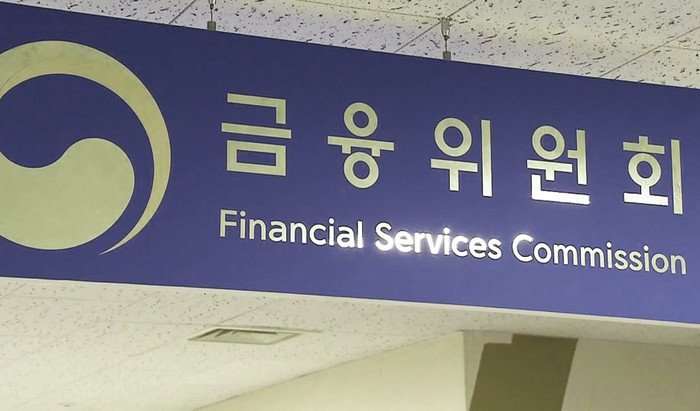 금융위원회
Financial Services Commission